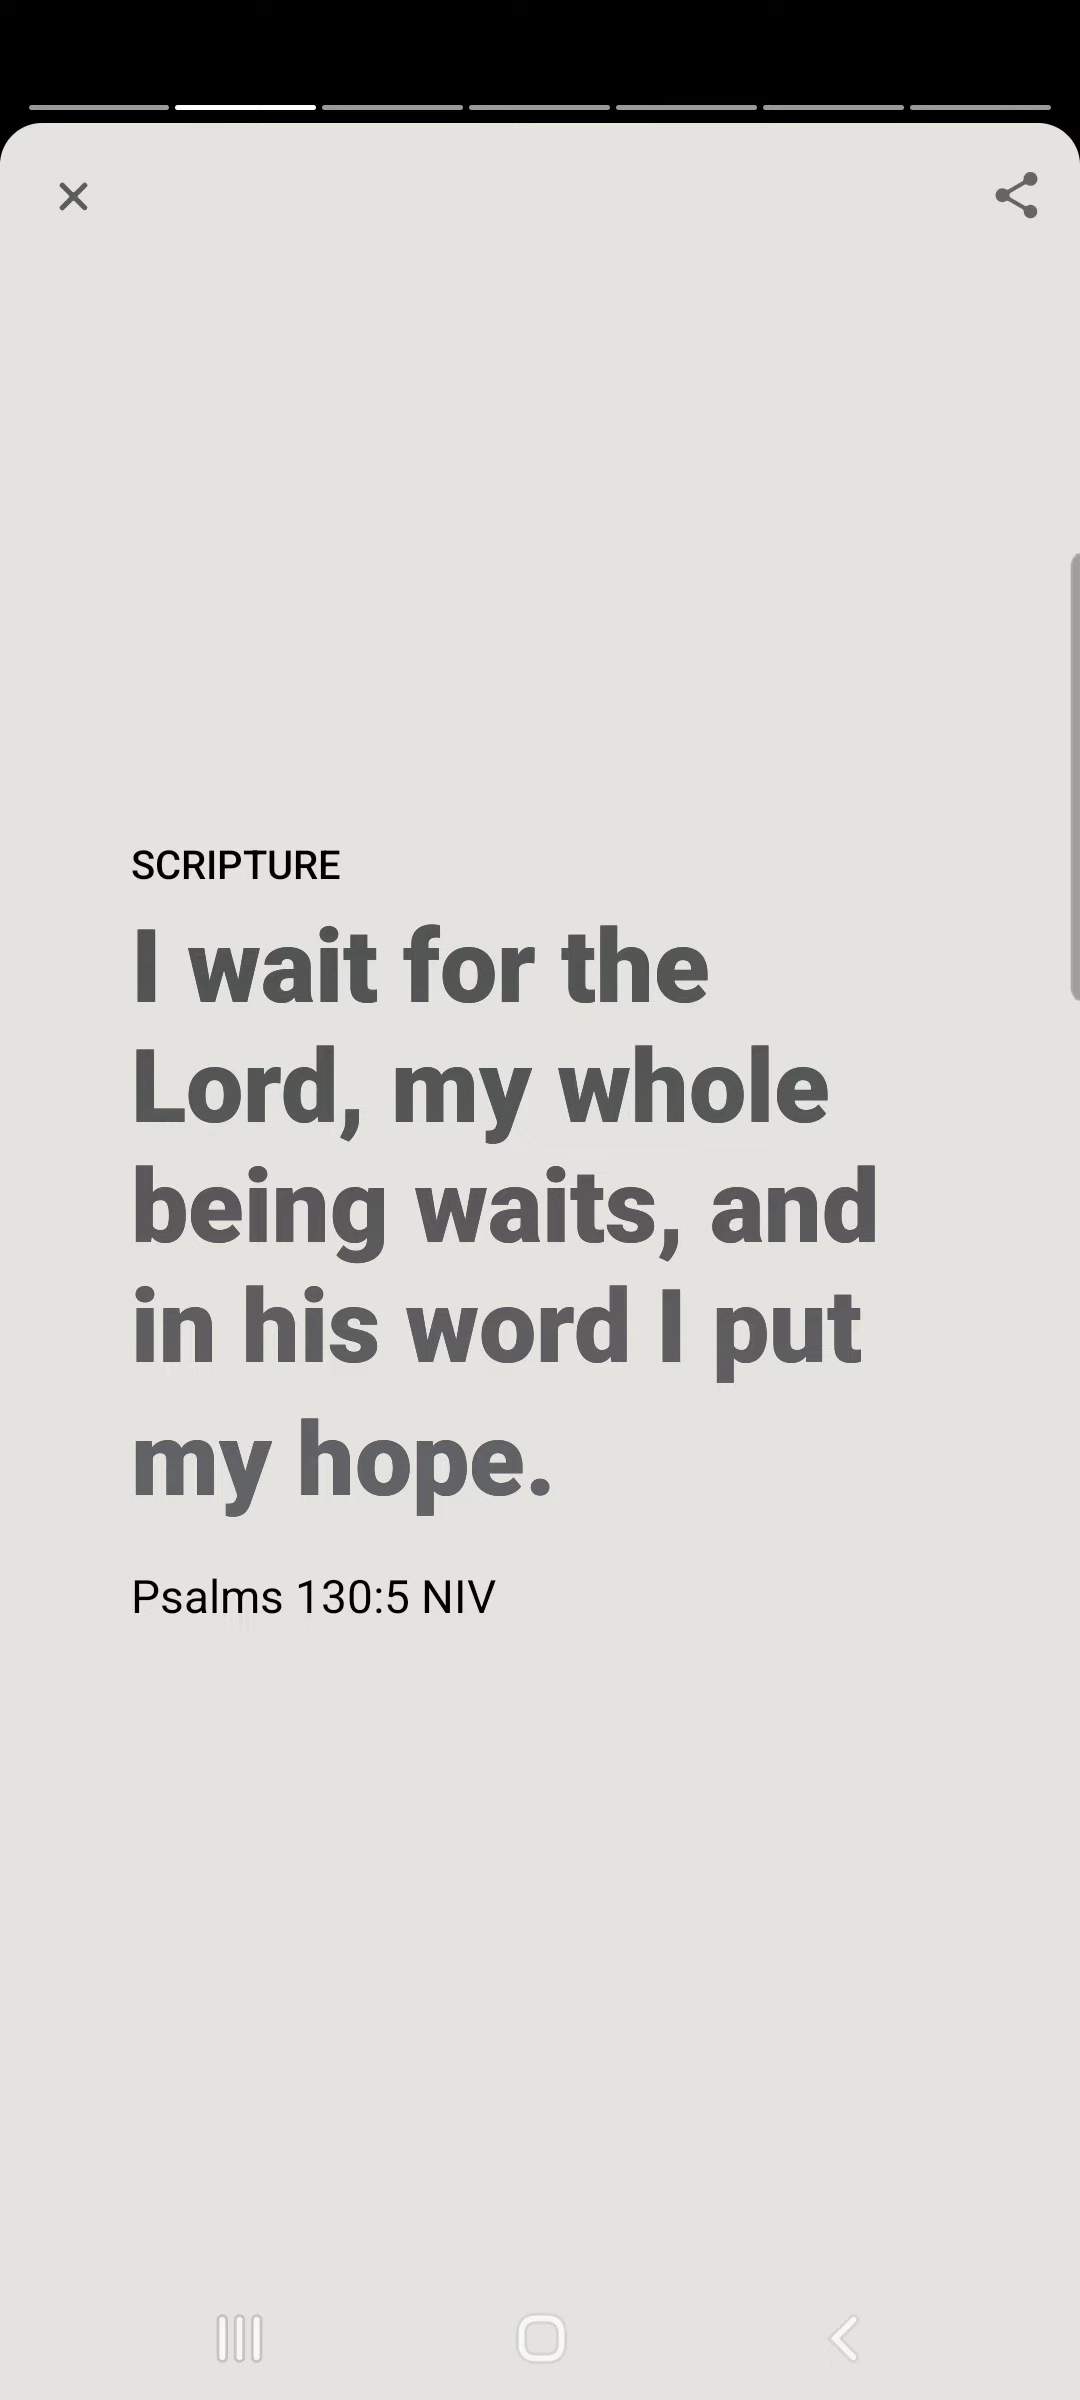 SCRIPTURE
I wait for the
Lord, my whole
being waits, and
in his word I put
my hope.
Psalms 130:5 NIV